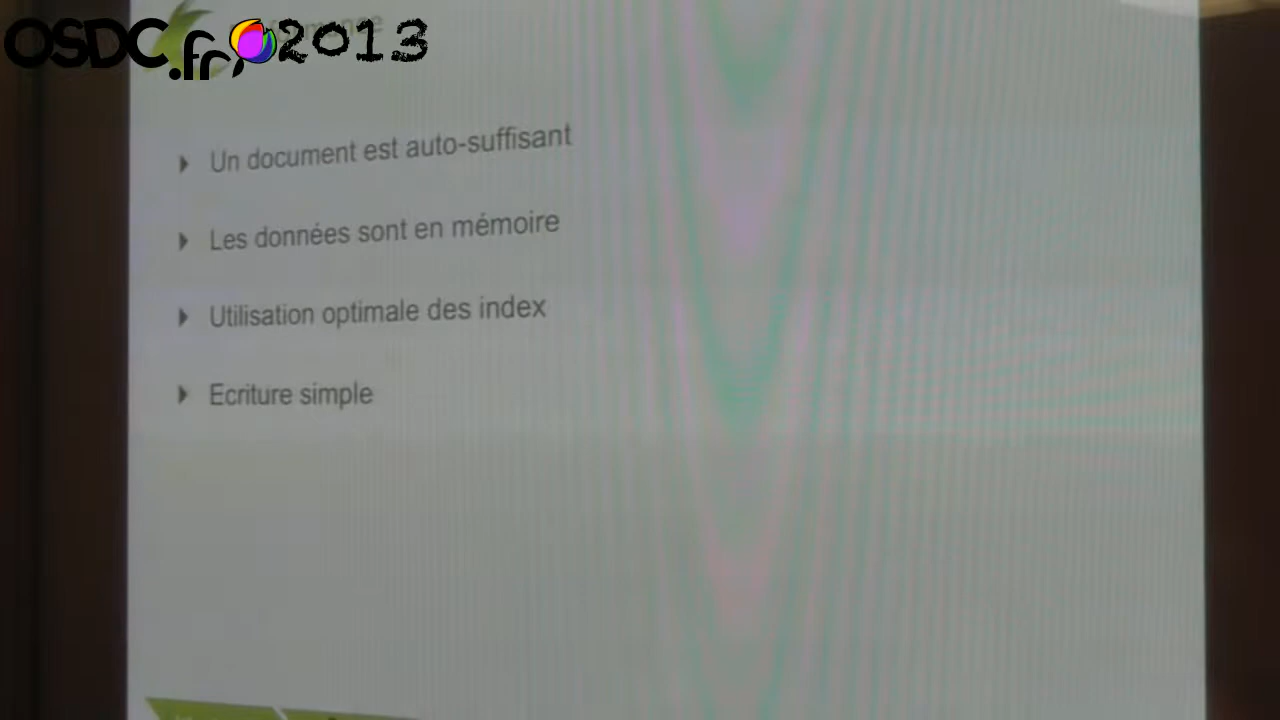 OSDC.fr 2013
Un document est auto-suffisant
Les données sont en mémoire
Utilisation optimale des index
Ecriture simple